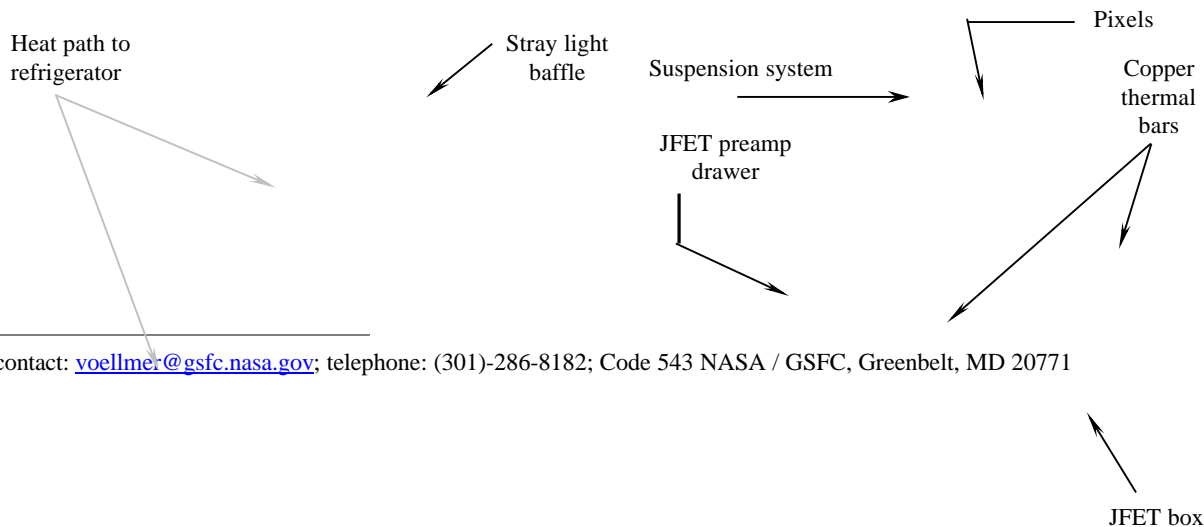 Pixels
Heat path to
refrigerator
Stray light
baffle
Suspension system
Copper
thermal
bars
JFET preamp
drawer
contact: voellmer@gsfc.nasa.gov; telephone: (301)-286-8182; Code 543 NASA / GSFC, Greenbelt, MD 20771
JFET box